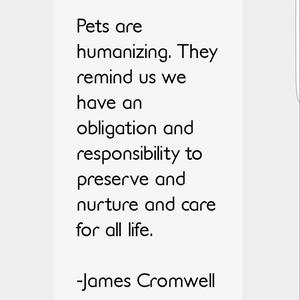 Pets are
humanizing. They
remind us we
have an
obligation and
responsibility to
preserve and
nurture and care
for all life.
-James Cromwell